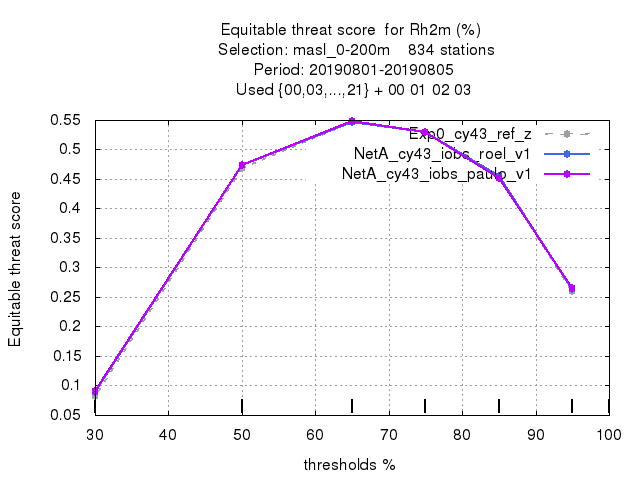 Equitable threat score  for Rh2m (%)
Selection: masl_0-200m    834 stations
Period: 20190801-20190805
Used {00,03,...,21} + 00 01 02 03
Exp0_cy43_ref_z
NetA_cy43_iobs_roel_v1
NetA_cy43_iobs_paulo_v1
0.55
0.5
0.45
0.4
0.35
0.3
0.25
0.2
0.15
0.1
0.05
Equitable threat score
30 40 50 60 70 80 90 100
thresholds %